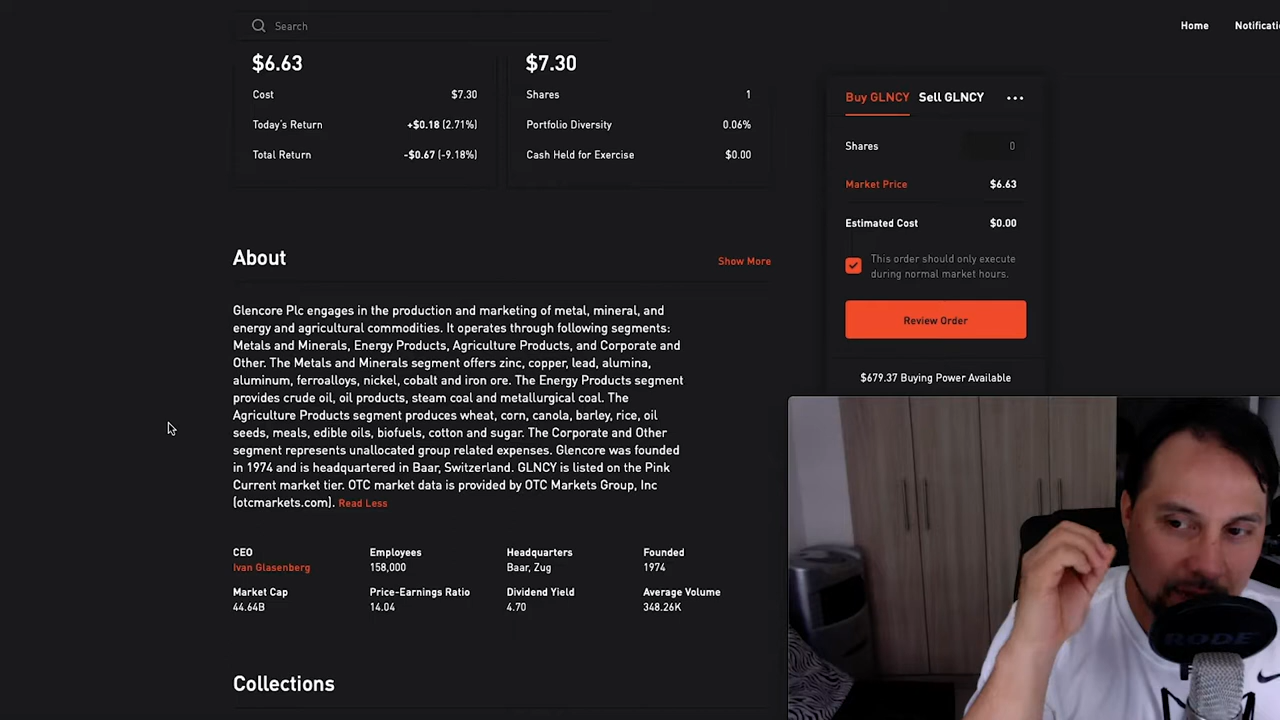 Search
Home
Notificati
$6.63
$7.30
Cost
$7.30
Shares
1
Today's Return
+$0.18 (2.71%)
Portfolio Diversity
0.06%
Total Return
-$0.67 (-9.18%)
Cash Held for Exercise
$0.00
Buy GLNCY
Sell GLNCY
Shares
0
Market Price
$6.63
Estimated Cost
$0.00
This order should only execute
during normal market hours.
Review Order
$679.37 Buying Power Available
About
Show More
Glencore Plc engages in the production and marketing of metal, mineral, and
energy and agricultural commodities. It operates through following segments:
Metals and Minerals, Energy Products, Agriculture Products, and Corporate and
Other. The Metals and Minerals segment offers zinc, copper, lead, alumina,
aluminum, ferroalloys, nickel, cobalt and iron ore. The Energy Products segment
provides crude oil, oil products, steam coal and metallurgical coal. The
Agriculture Products segment produces wheat, corn, canola, barley, rice, oil
seeds, meals, edible oils, biofuels, cotton and sugar. The Corporate and Other
segment represents unallocated group related expenses. Glencore was founded
in 1974 and is headquartered in Baar, Switzerland. GLNCY is listed on the Pink
Current market tier. OTC market data is provided by OTC Markets Group, Inc
(otcmarkets.com). Read Less
CEO
Ivan Glasenberg
Employees
158,000
Headquarters
Baar, Zug
Founded
1974
Market Cap
44.64B
Price-Earnings Ratio
14.04
Dividend Yield
4.70
Average Volume
348.26K
Collections
RODE